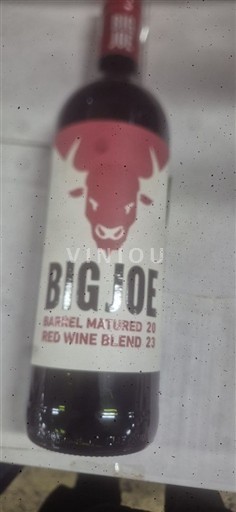 VINIOU
BIG JOE
BARREL MATURED 20
RED WINE BLEND 23